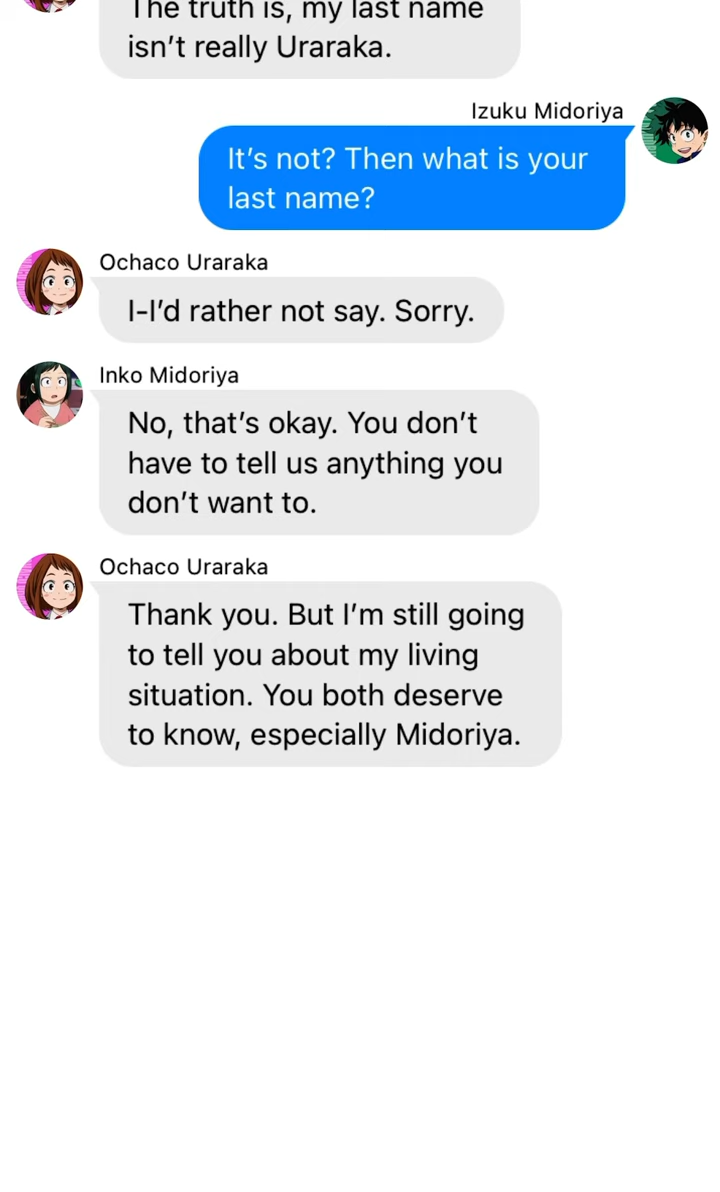 The truth is, my last name
isn't really Uraraka.
Izuku Midoriya
It's not? Then what is your
last name?
Ochaco Uraraka
I-I'd rather not say. Sorry.
Inko Midoriya
No, that's okay. You don't
have to tell us anything you
don't want to.
Ochaco Uraraka
Thank you. But I'm still going
to tell you about my living
situation. You both deserve
to know, especially Midoriya.